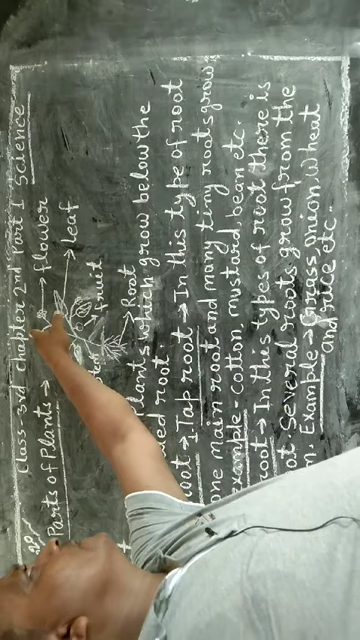 Class-3rd chapter 2nd Part 1 Science
Parts of Plants →
flower
Leaf
fruit
Root
Plants which grow below the
root
root → Tap root → In this type of root
one main root and many tiny roots grow
example - cotton mustard bean etc.
root → In this types of root there is
Several roots grow from the
Example → Grass onion wheat
and rice etc.